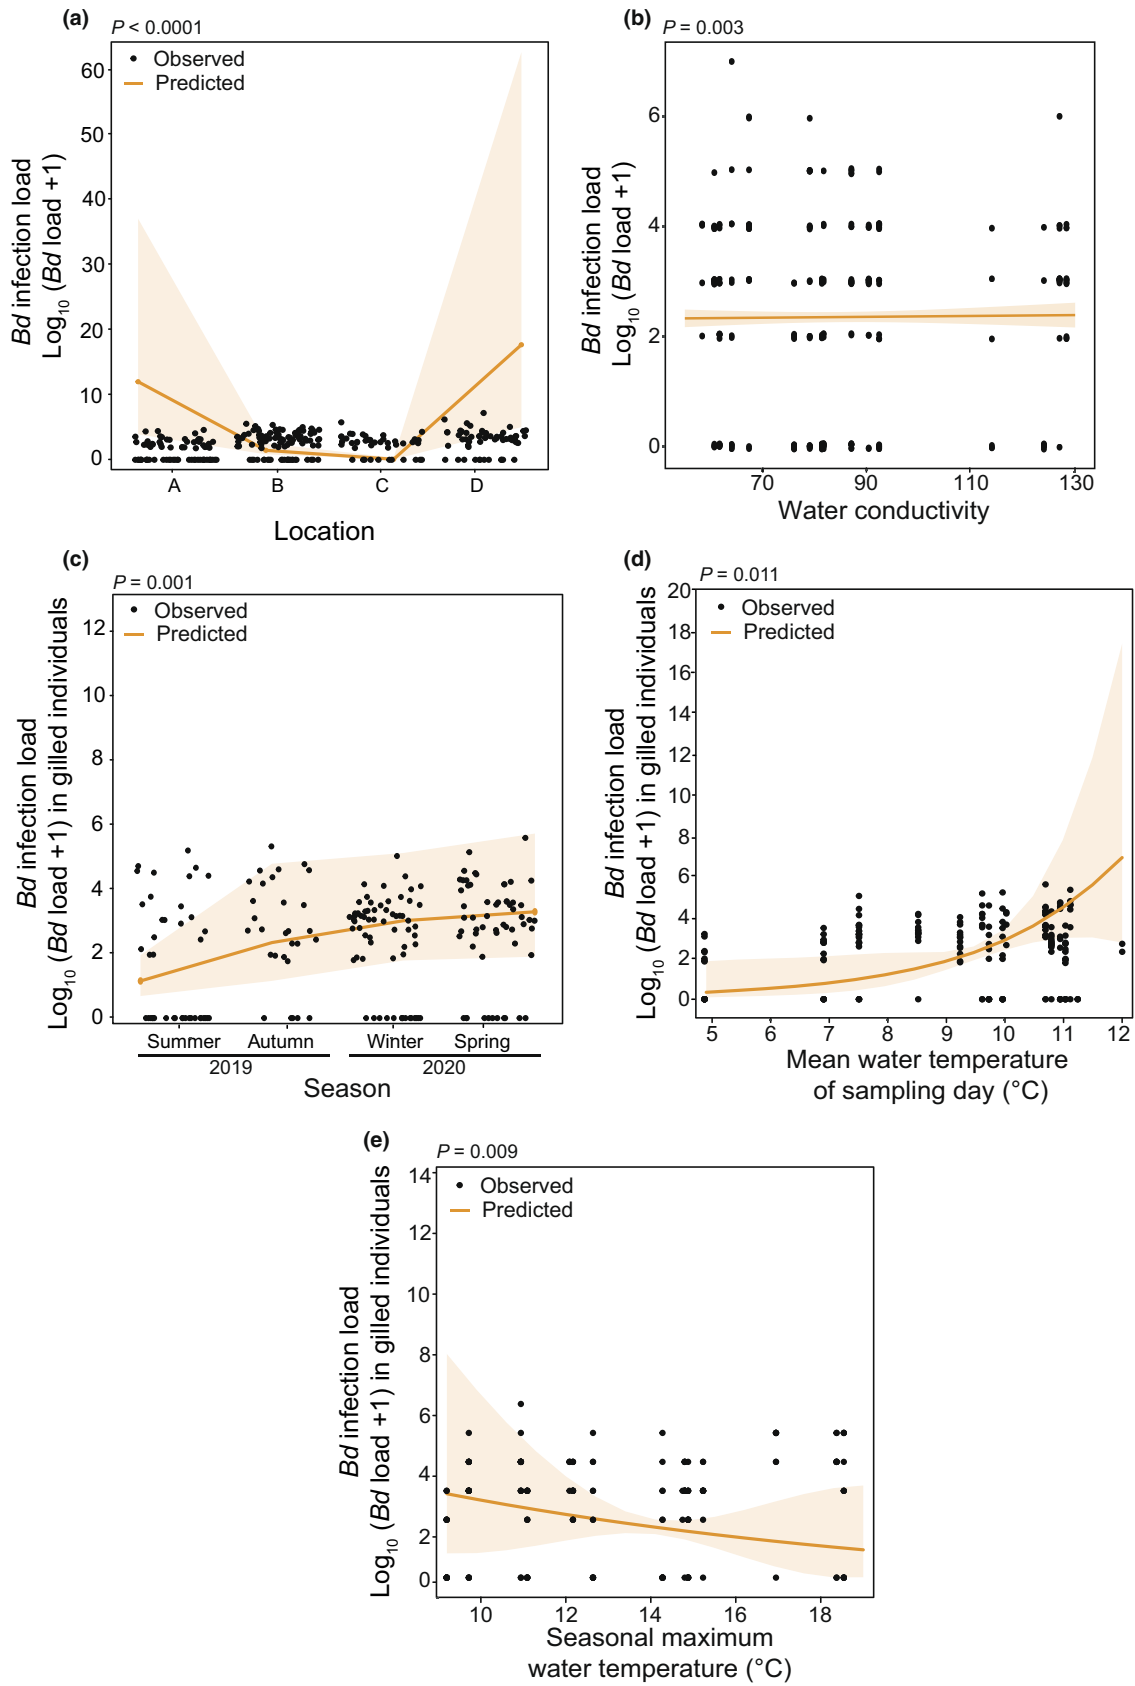 (a)
P < 0.0001
Observed
Predicted
60
50
40
30
20
10
0
Bd infection load
Log10 (Bd load +1)
A B C D
Location
(b)
P = 0.003
6
4
2
0
Bd infection load
Log10 (Bd load +1)
70 90 110 130
Water conductivity
(c)
P = 0.001
Observed
Predicted
12
10
8
6
4
2
0
Bd infection load
Log10 (Bd load +1) in gilled individuals
Summer Autumn Winter Spring
2019 2020
Season
(d)
P = 0.011
Observed
Predicted
20
18
16
14
12
10
8
6
4
2
0
Bd infection load
Log10 (Bd load +1) in gilled individuals
5 6 7 8 9 10 11 12
Mean water temperature
of sampling day (°C)
(e)
P = 0.009
Observed
Predicted
14
12
10
8
6
4
2
0
Bd infection load
Log10 (Bd load +1) in gilled individuals
10 12 14 16 18
Seasonal maximum
water temperature (°C)